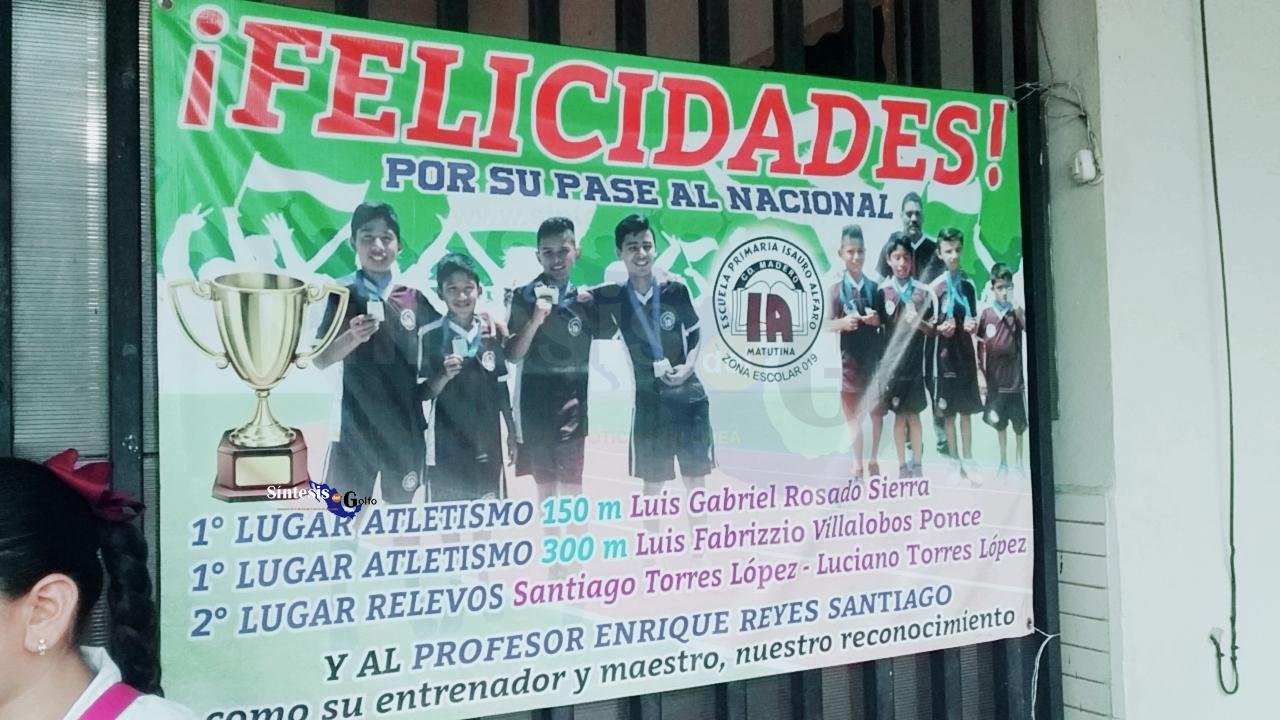 ¡FELICIDADES!
POR SU PASE AL NACIONAL
ESCUELA PRIMARIA ISAURO ALFARO
CD MADERO
IA
MATUTINA
ZONA ESCOLAR 019
Síntesis Golfo
1° LUGAR ATLETISMO 150 m Luis Gabriel Rosado Sierra
1° LUGAR ATLETISMO 300 m Luis Fabrizzio Villalobos Ponce
2° LUGAR RELEVOS Santiago Torres López - Luciano Torres López
Y AL PROFESOR ENRIQUE REYES SANTIAGO
como su entrenador y maestro, nuestro reconocimiento